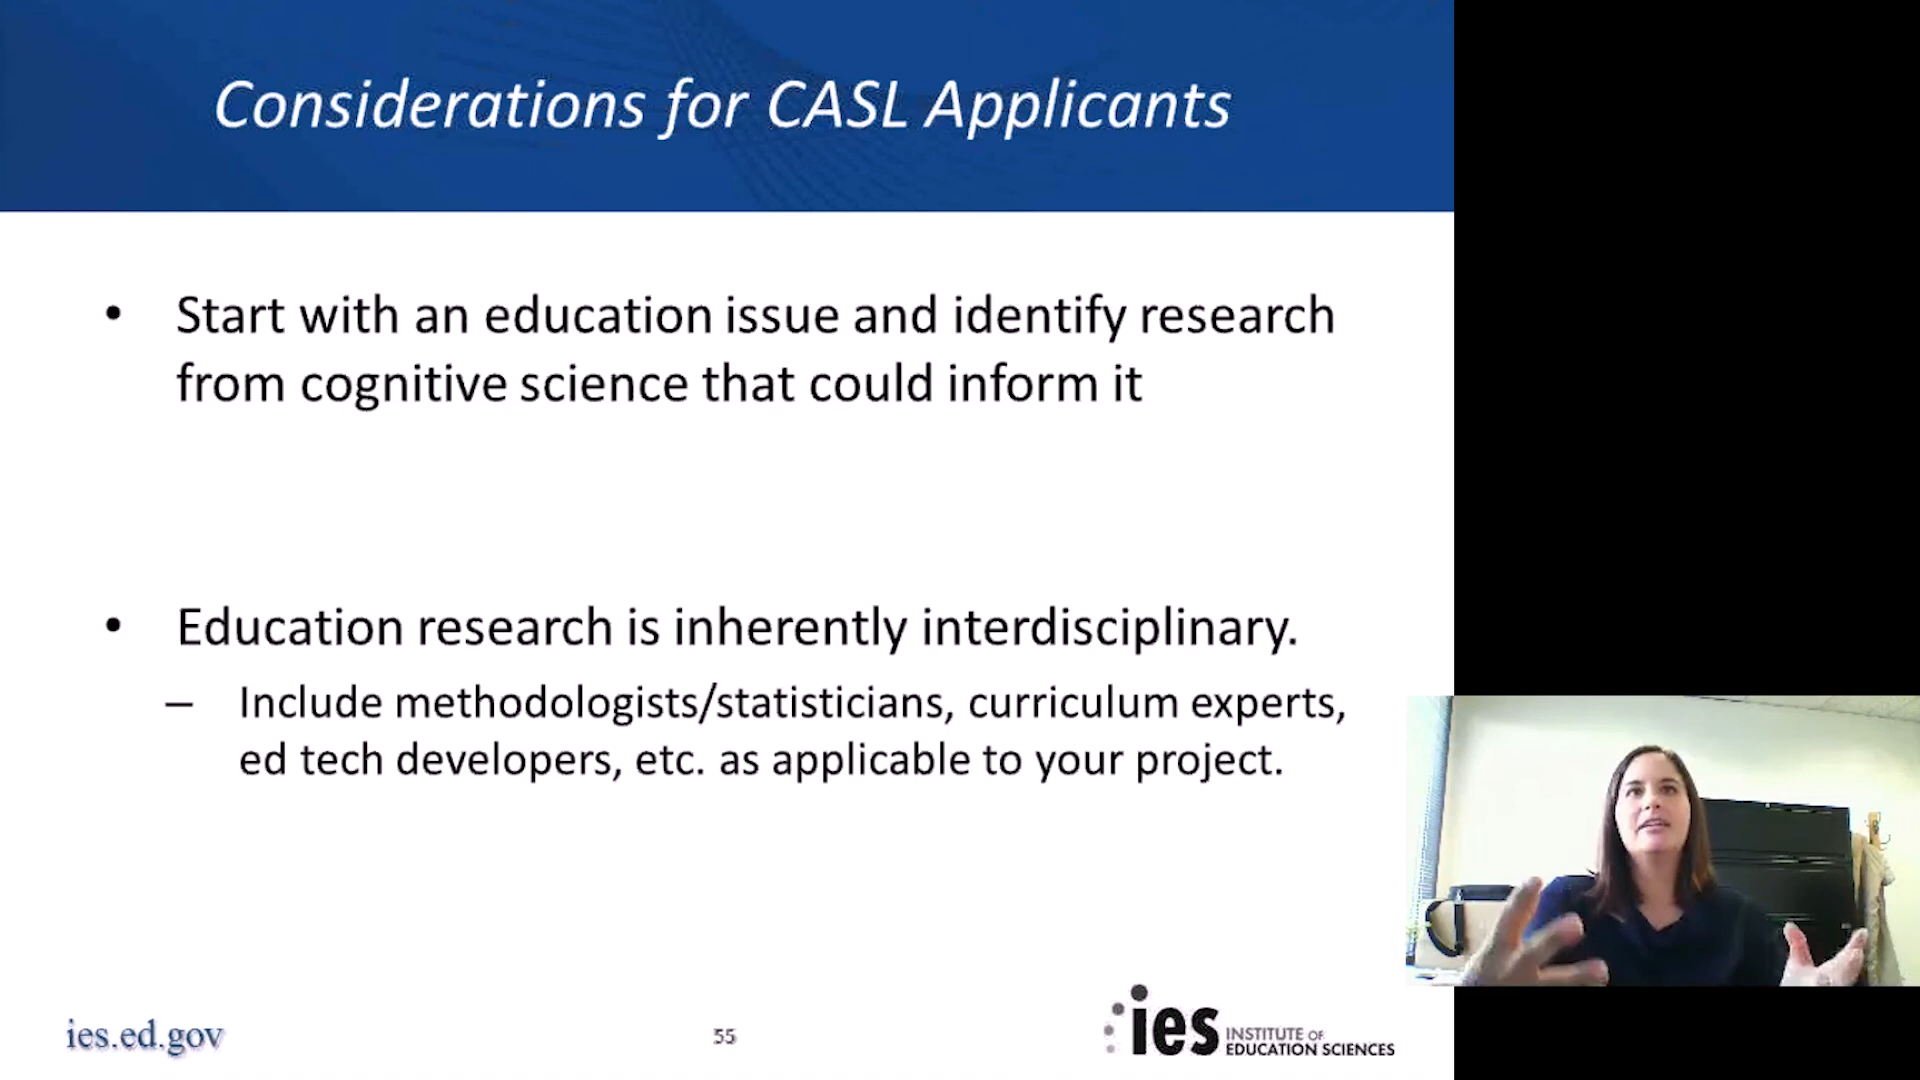 Considerations for CASL Applicants
• Start with an education issue and identify research
from cognitive science that could inform it
• Education research is inherently interdisciplinary.
– Include methodologists/statisticians, curriculum experts,
ed tech developers, etc. as applicable to your project.
ies.ed.gov
55
ies INSTITUTE OF
EDUCATION SCIENCES